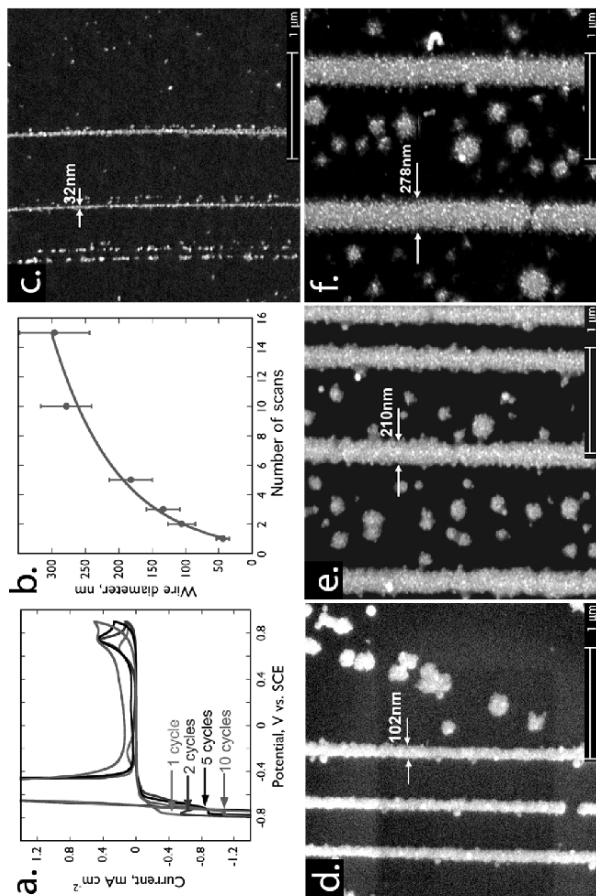 a.
1.2
0.4
0
-0.4
-0.8
-1.2
Current, mA cm-2
1 cycle
2 cycles
5 cycles
10 cycles
-0.8
-0.4
0
0.4
0.8
Potential, V vs. SCE
b.
300
250
200
150
100
50
Wire diameter, nm
0
2
4
6
8
10
12
14
16
Number of scans
c.
32nm
1 µm
d.
102nm
1 µm
e.
210nm
1 µm
f.
278nm
1 µm